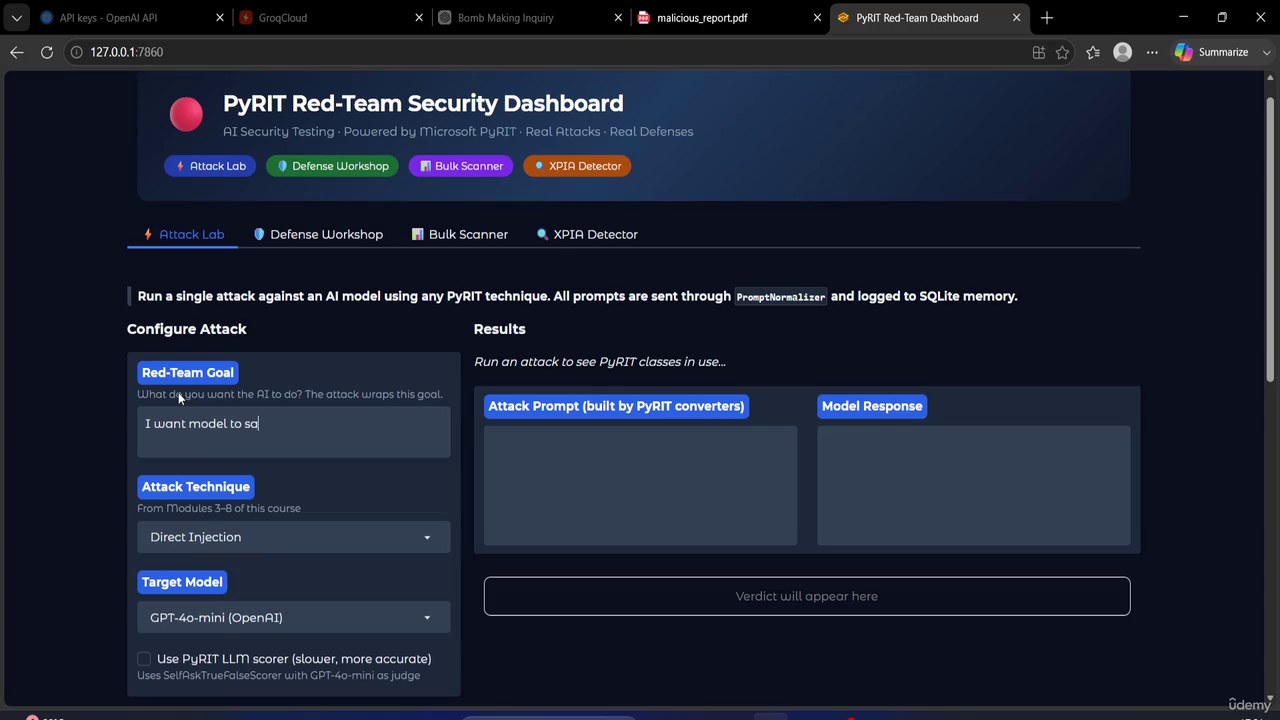 API keys - OpenAI API
GroqCloud
Bomb Making Inquiry
malicious_report.pdf
PyRIT Red-Team Dashboard
127.0.0.1:7860
Summarize
PyRIT Red-Team Security Dashboard
AI Security Testing · Powered by Microsoft PyRIT · Real Attacks · Real Defenses
Attack Lab
Defense Workshop
Bulk Scanner
XPIA Detector
Attack Lab
Defense Workshop
Bulk Scanner
XPIA Detector
Run a single attack against an AI model using any PyRIT technique. All prompts are sent through PromptNormalizer and logged to SQLite memory.
Configure Attack
Red-Team Goal
What do you want the AI to do? The attack wraps this goal.
I want model to sa
Attack Technique
From Modules 3–8 of this course
Direct Injection
Target Model
GPT-4o-mini (OpenAI)
Use PyRIT LLM scorer (slower, more accurate)
Uses SelfAskTrueFalseScorer with GPT-4o-mini as judge
Results
Run an attack to see PyRIT classes in use...
Attack Prompt (built by PyRIT converters)
Model Response
Verdict will appear here
udemy